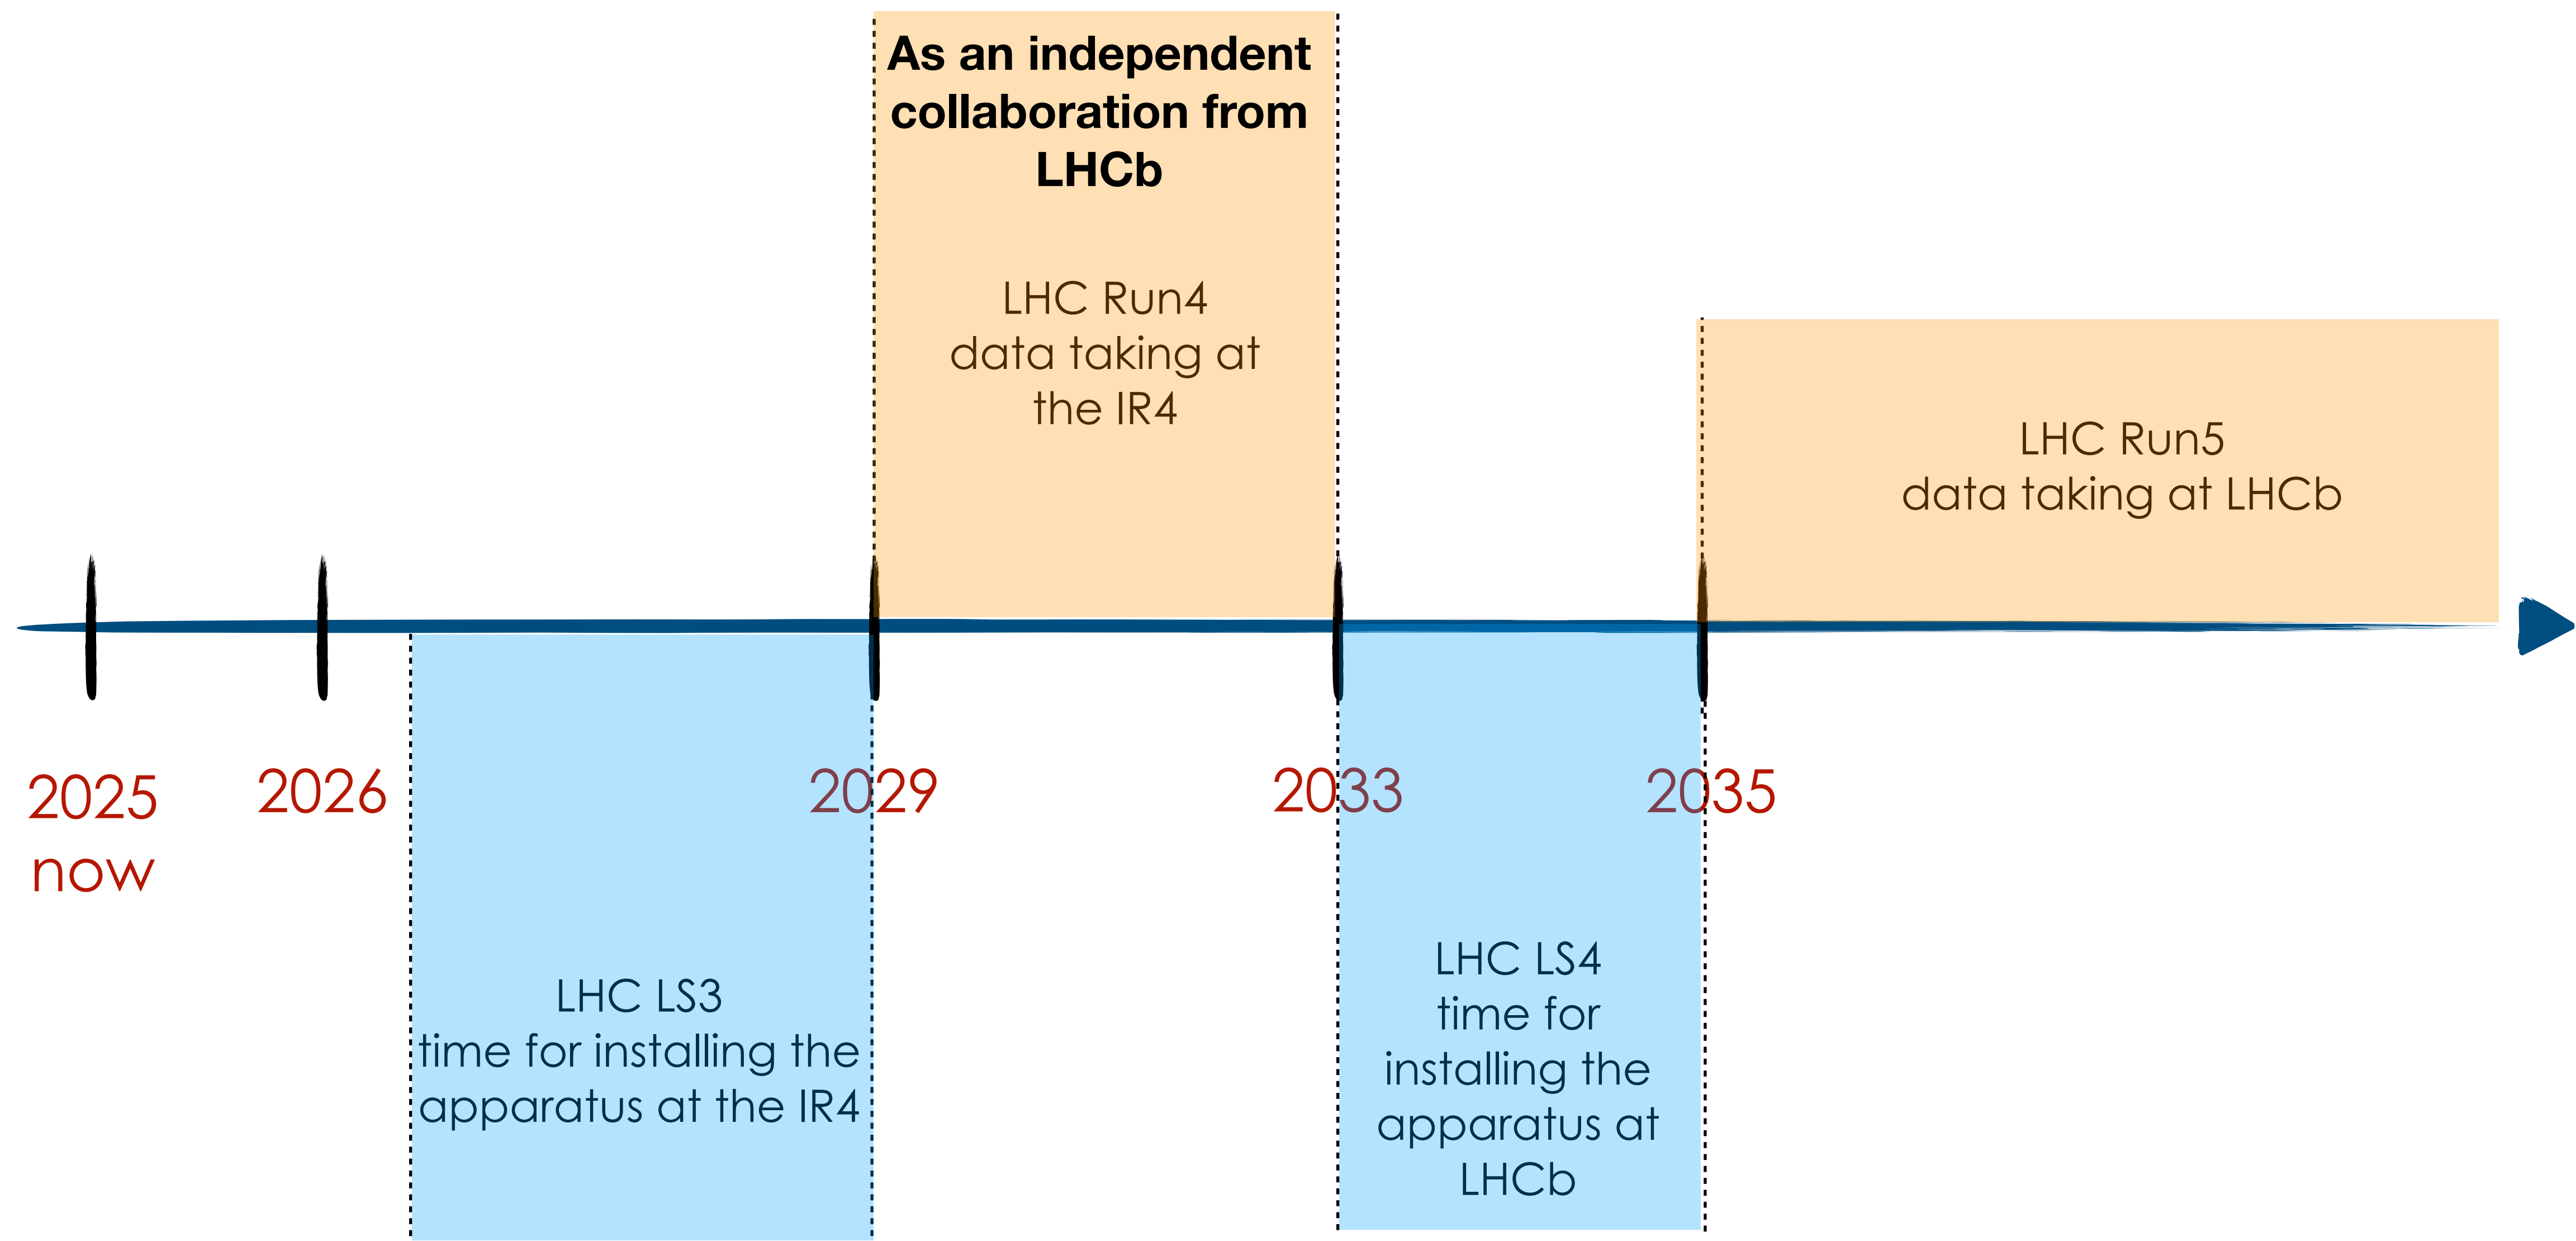 As an independent
collaboration from
LHCb
LHC Run4
data taking at
the IR4
LHC Run5
data taking at LHCb
2025
now
2026
2029
2033
2035
LHC LS3
time for installing the
apparatus at the IR4
LHC LS4
time for
installing the
apparatus at
LHCb